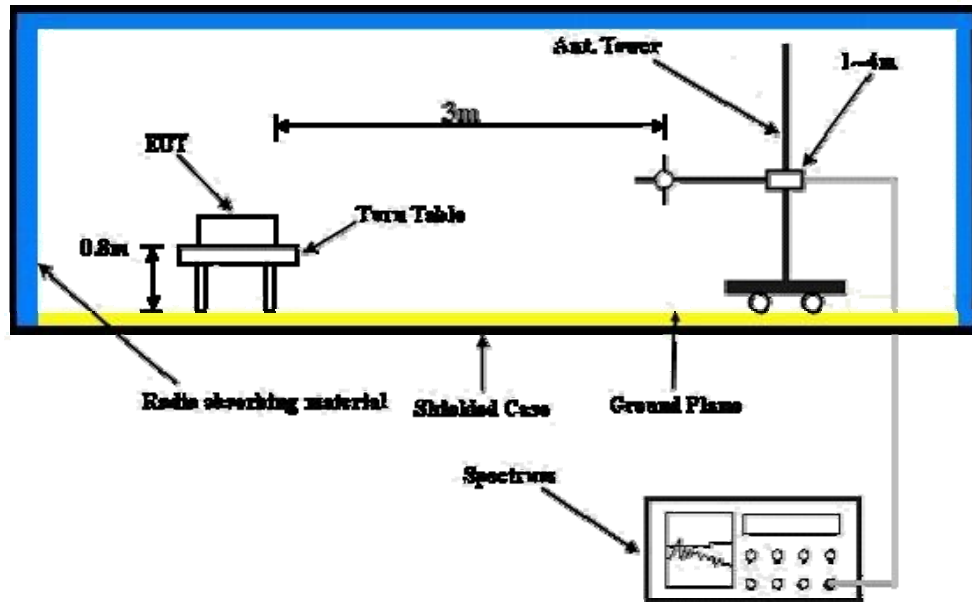 Ant. Tower
1~4m
3m
EUT
Turn Table
0.8m
Radio absorbing material
Shielded Case
Ground Plane
Spectrum